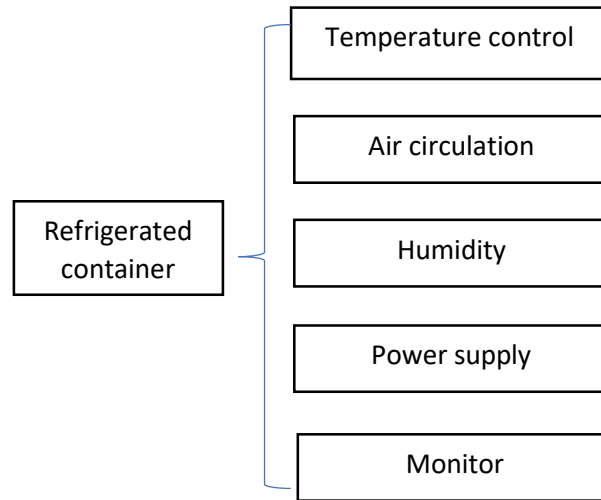 Temperature control
Air circulation
Refrigerated
container
Humidity
Power supply
Monitor